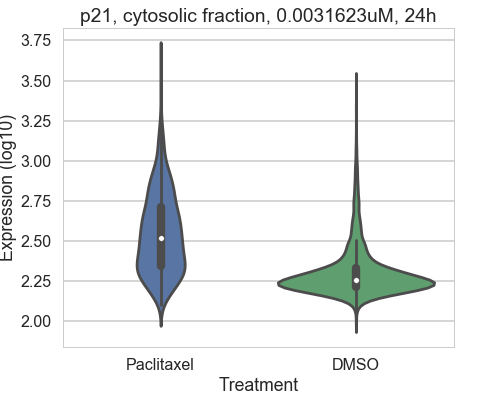 p21, cytosolic fraction, 0.0031623uM, 24h
3.75
3.50
3.25
3.00
2.75
2.50
2.25
2.00
Expression (log10)
Paclitaxel DMSO
Treatment